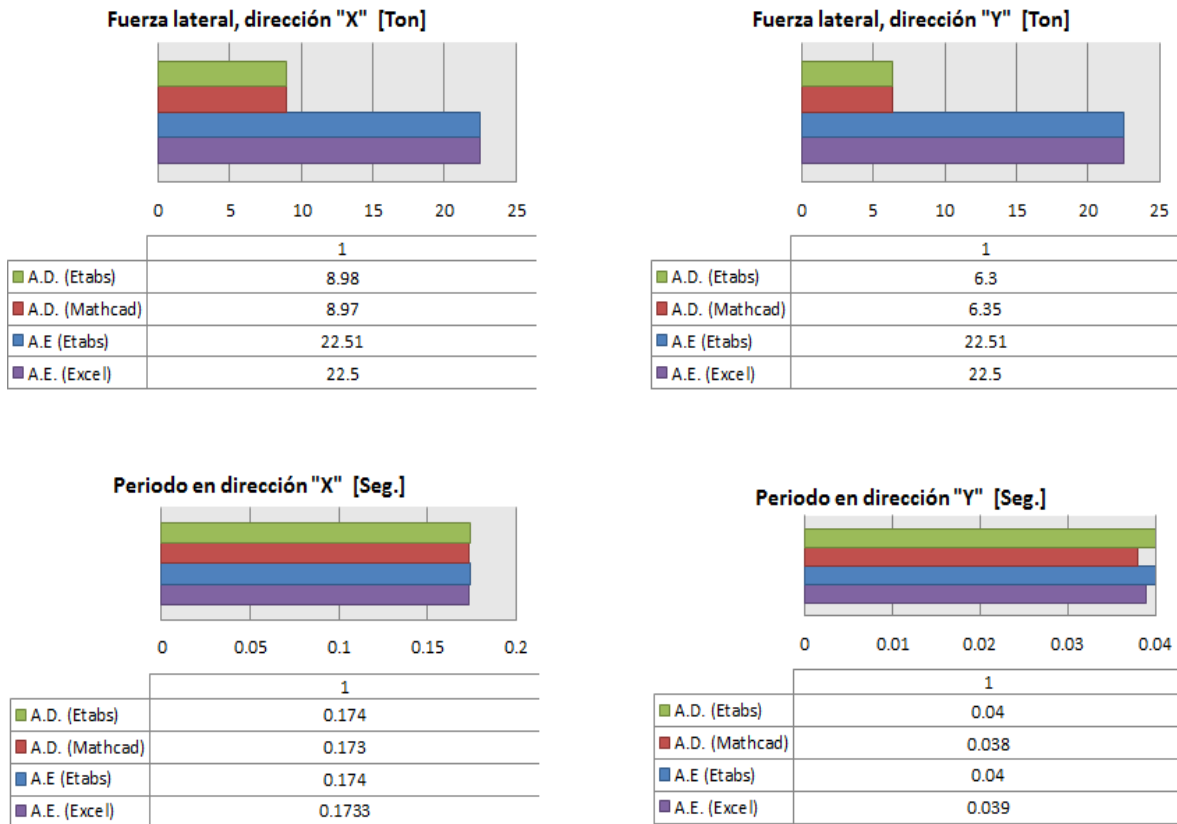 Fuerza lateral, dirección "X" [Ton]
0 5 10 15 20 25
1
A.D. (Etabs) 8.98
A.D. (Mathcad) 8.97
A.E (Etabs) 22.51
A.E. (Excel) 22.5
Fuerza lateral, dirección "Y" [Ton]
0 5 10 15 20 25
1
A.D. (Etabs) 6.3
A.D. (Mathcad) 6.35
A.E (Etabs) 22.51
A.E. (Excel) 22.5
Periodo en dirección "X" [Seg.]
0 0.05 0.1 0.15 0.2
1
A.D. (Etabs) 0.174
A.D. (Mathcad) 0.173
A.E (Etabs) 0.174
A.E. (Excel) 0.1733
Periodo en dirección "Y" [Seg.]
0 0.01 0.02 0.03 0.04
1
A.D. (Etabs) 0.04
A.D. (Mathcad) 0.038
A.E (Etabs) 0.04
A.E. (Excel) 0.039